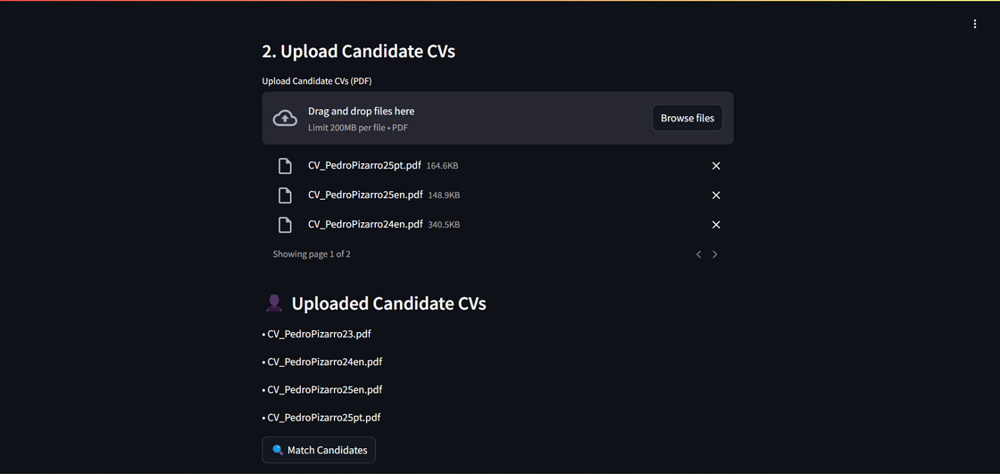 2. Upload Candidate CVs
Upload Candidate CVs (PDF)
Drag and drop files here
Limit 200MB per file • PDF
Browse files
CV_PedroPizarro25pt.pdf 164.6KB
CV_PedroPizarro25en.pdf 148.9KB
CV_PedroPizarro24en.pdf 340.5KB
Showing page 1 of 2
Uploaded Candidate CVs
• CV_PedroPizarro23.pdf
• CV_PedroPizarro24en.pdf
• CV_PedroPizarro25en.pdf
• CV_PedroPizarro25pt.pdf
Match Candidates